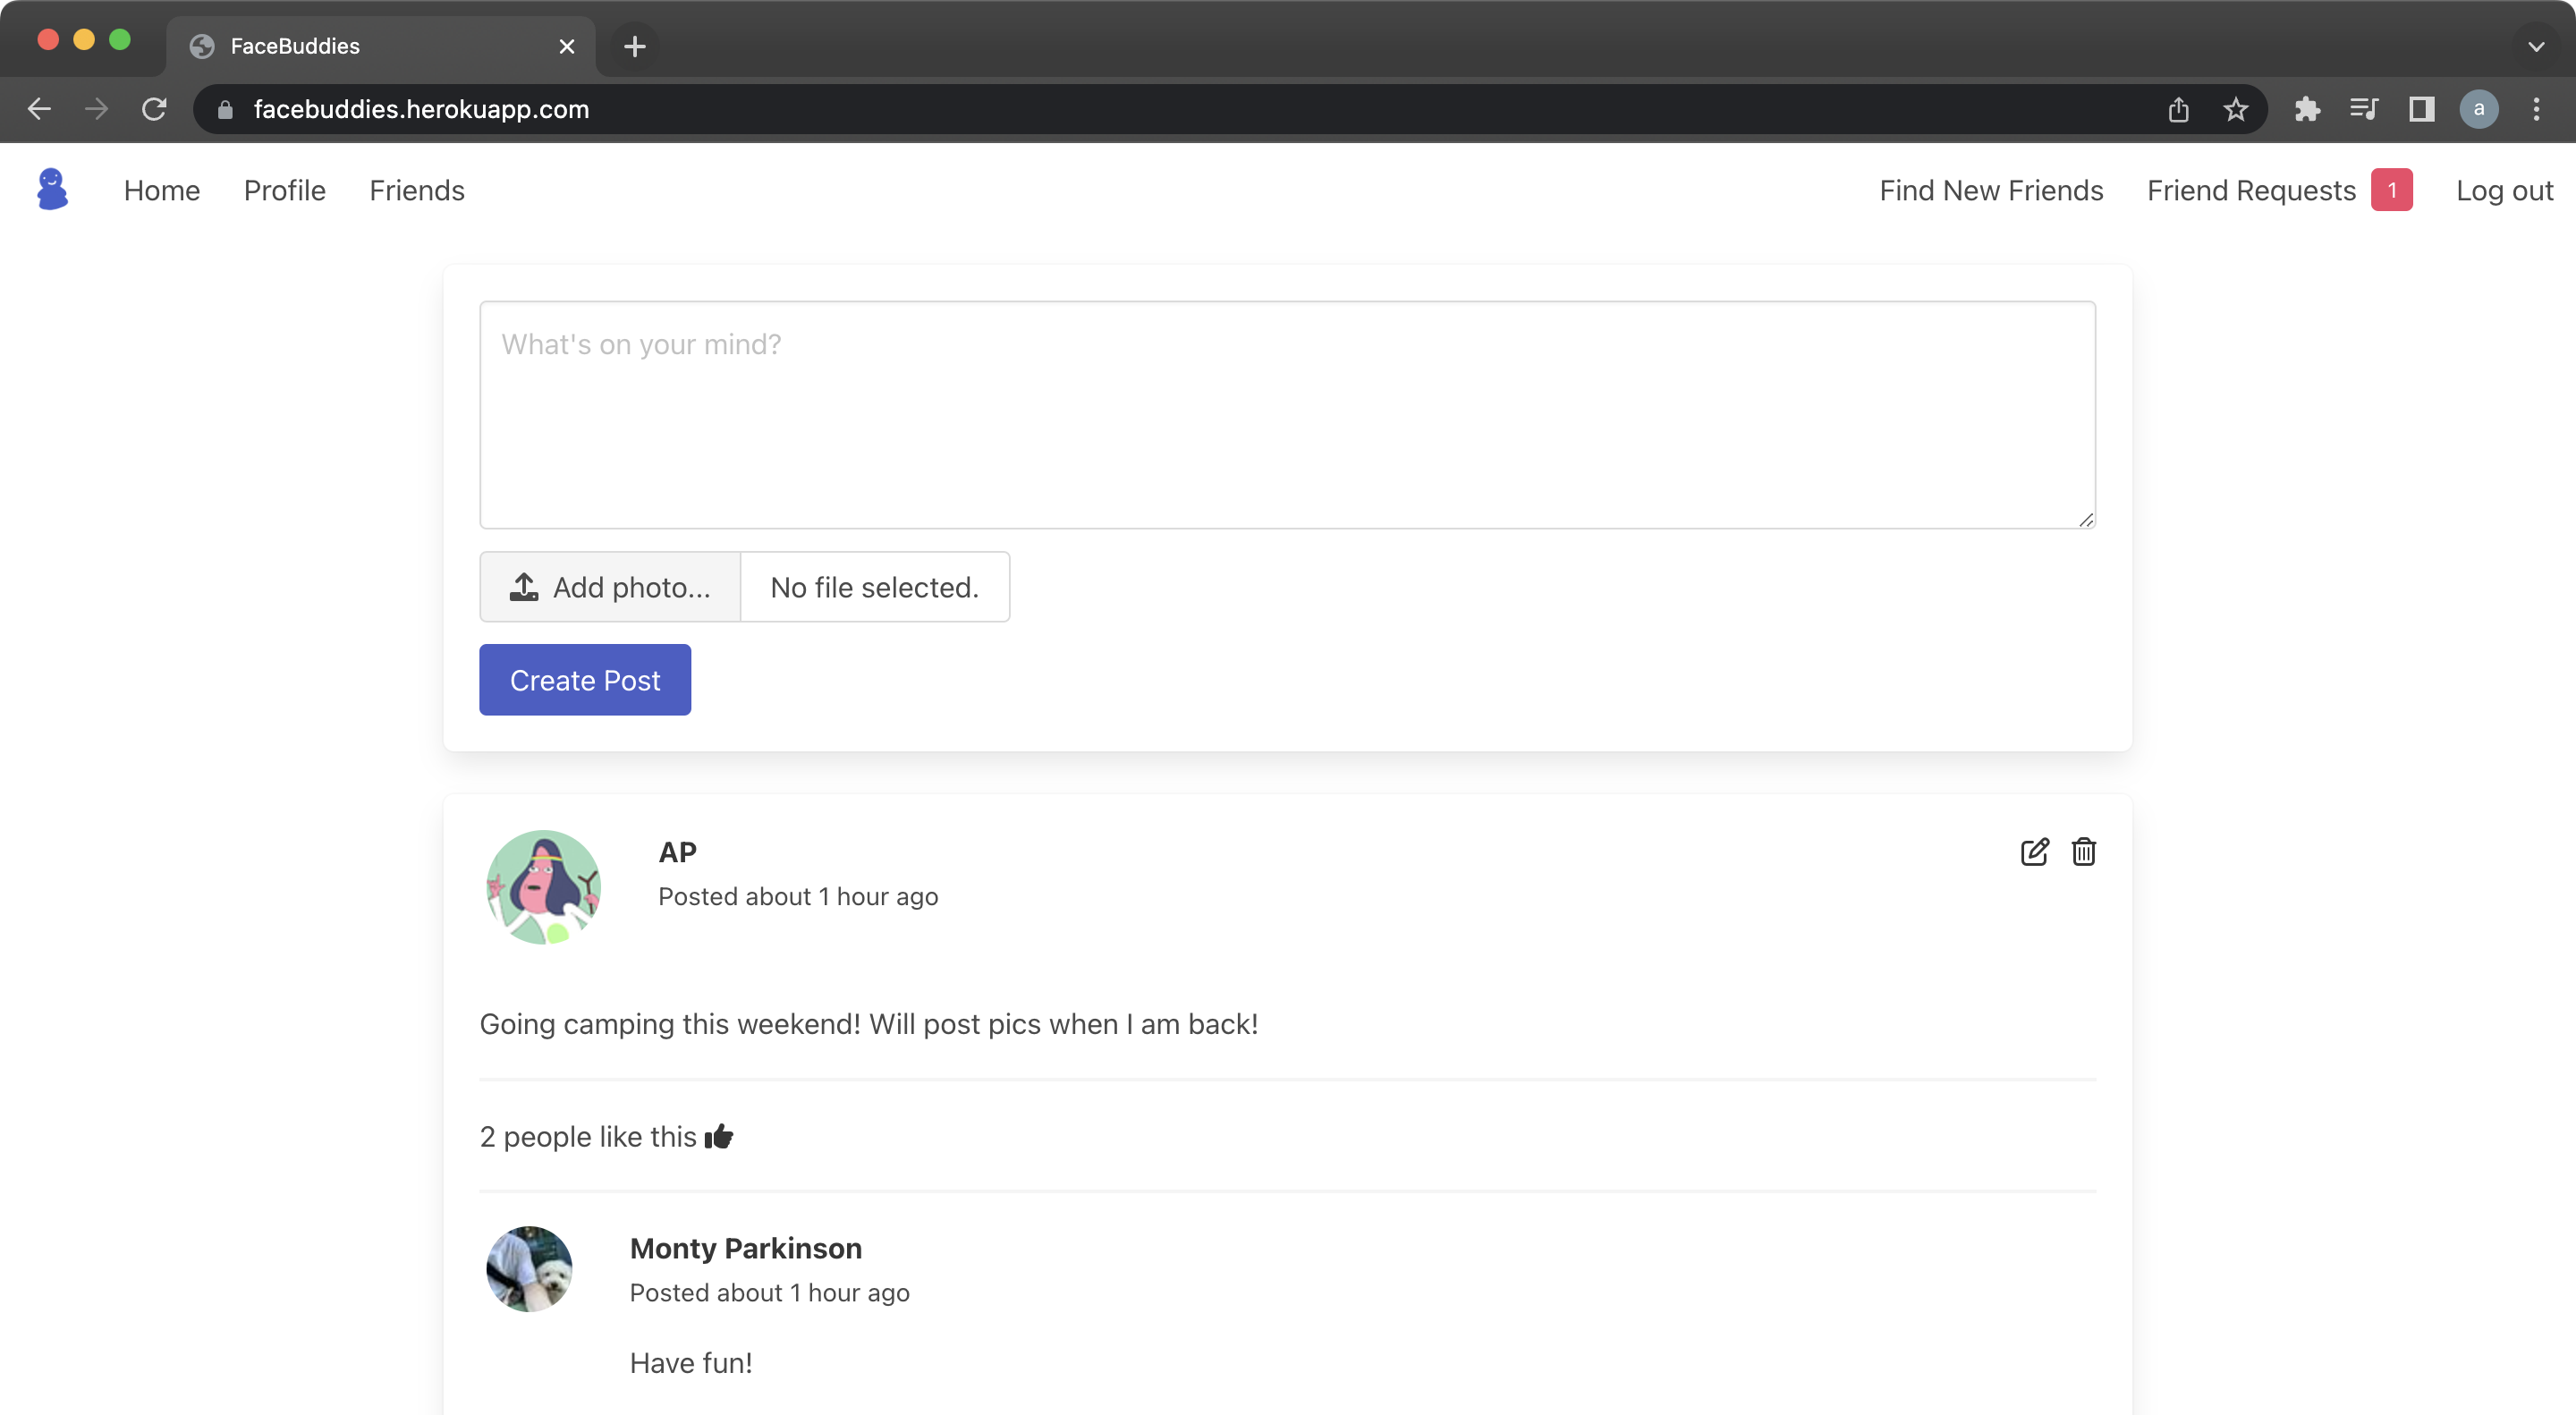 FaceBuddies
facebuddies.herokuapp.com
a
Home Profile Friends Find New Friends Friend Requests 1 Log out
What's on your mind?
Add photo... No file selected.
Create Post
AP
Posted about 1 hour ago
Going camping this weekend! Will post pics when I am back!
2 people like this
Monty Parkinson
Posted about 1 hour ago
Have fun!